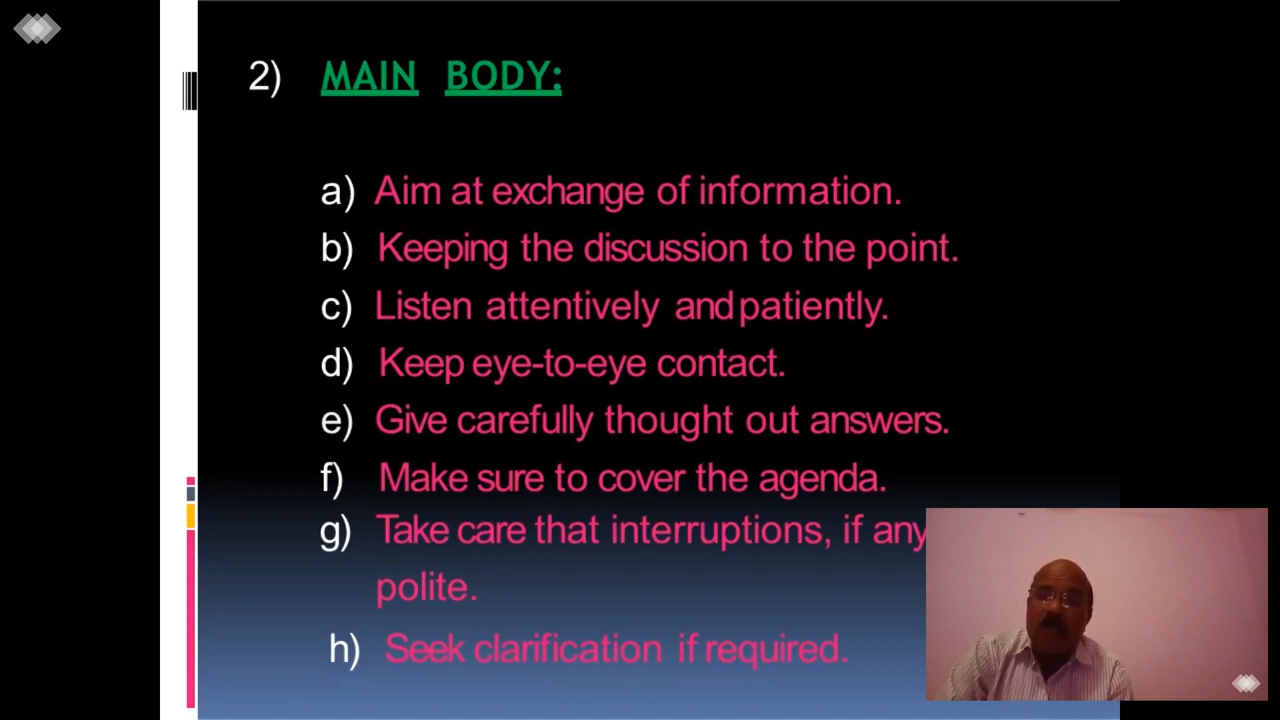 2) MAIN BODY:
a) Aim at exchange of information.
b) Keeping the discussion to the point.
c) Listen attentively and patiently.
d) Keep eye-to-eye contact.
e) Give carefully thought out answers.
f) Make sure to cover the agenda.
g) Take care that interruptions, if any
polite.
h) Seek clarification if required.